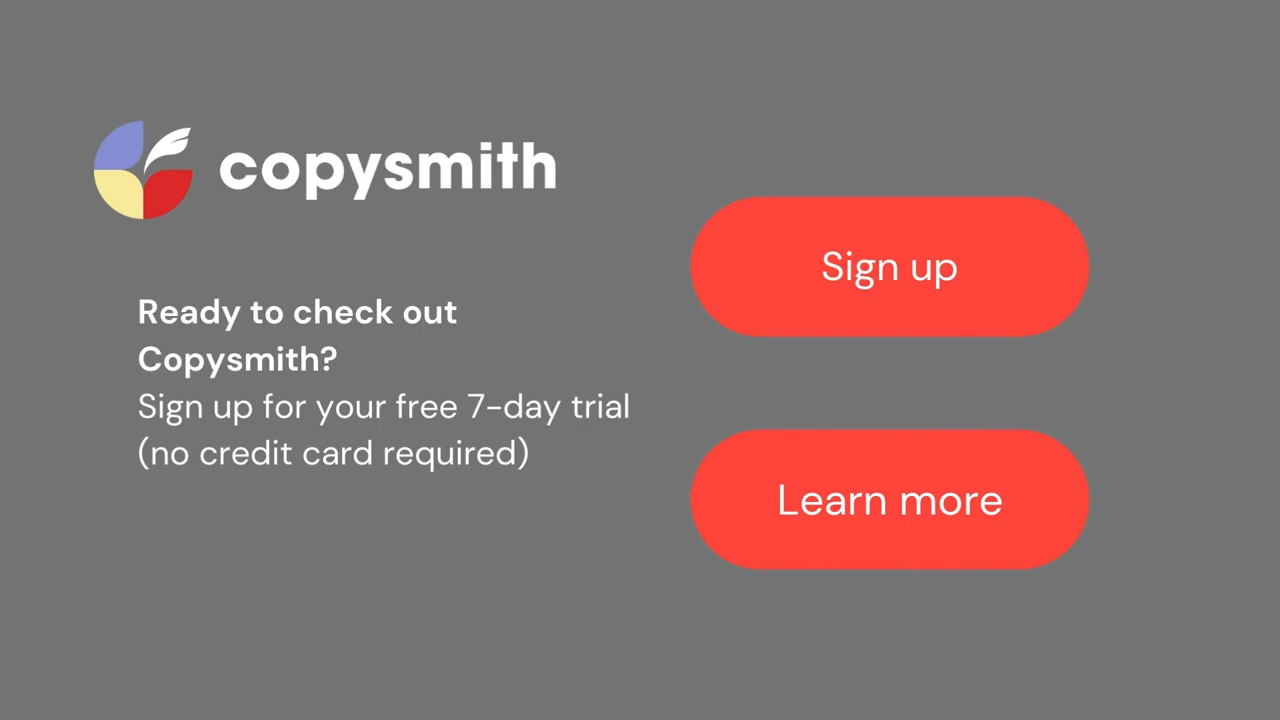 copysmith
Ready to check out
Copysmith?
Sign up for your free 7-day trial
(no credit card required)
Sign up
Learn more